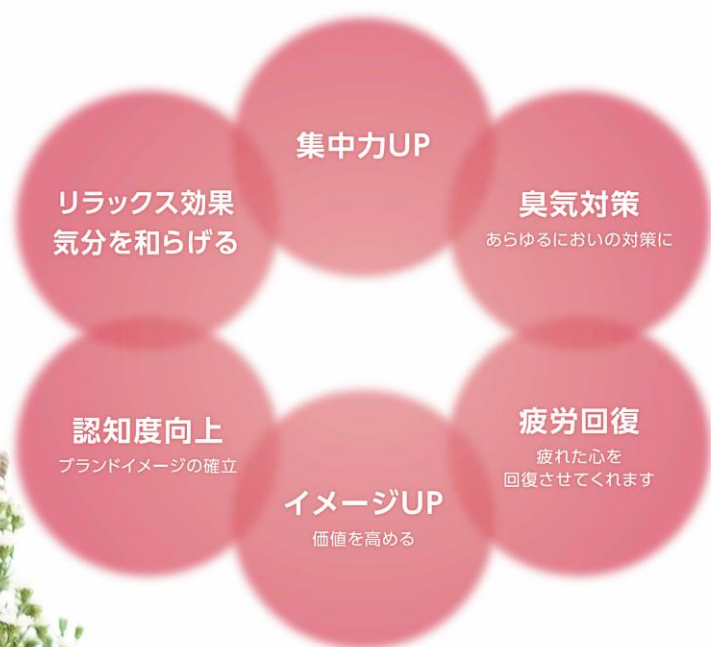 集中力UP
リラックス効果
気分を和らげる
臭気対策
あらゆるにおいの対策に
認知度向上
ブランドイメージの確立
疲労回復
疲れた心を
回復させてくれます
イメージUP
価値を高める